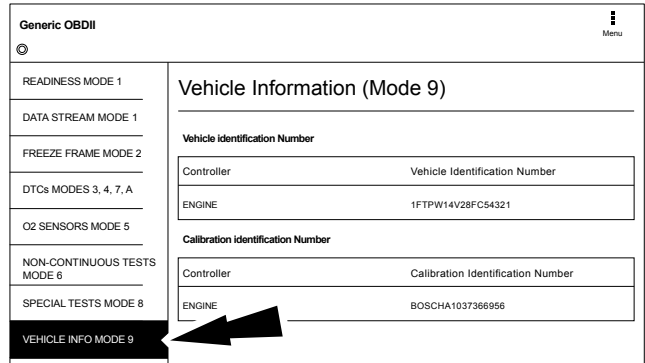 Generic OBDII
Menu
READINESS MODE 1
DATA STREAM MODE 1
FREEZE FRAME MODE 2
DTCs MODES 3, 4, 7, A
O2 SENSORS MODE 5
NON-CONTINUOUS TESTS
MODE 6
SPECIAL TESTS MODE 8
VEHICLE INFO MODE 9
Vehicle Information (Mode 9)
Vehicle identification Number
Controller Vehicle Identification Number
ENGINE 1FTPW14V28FC54321
Calibration identification Number
Controller Calibration Identification Number
ENGINE BOSCHA1037366956